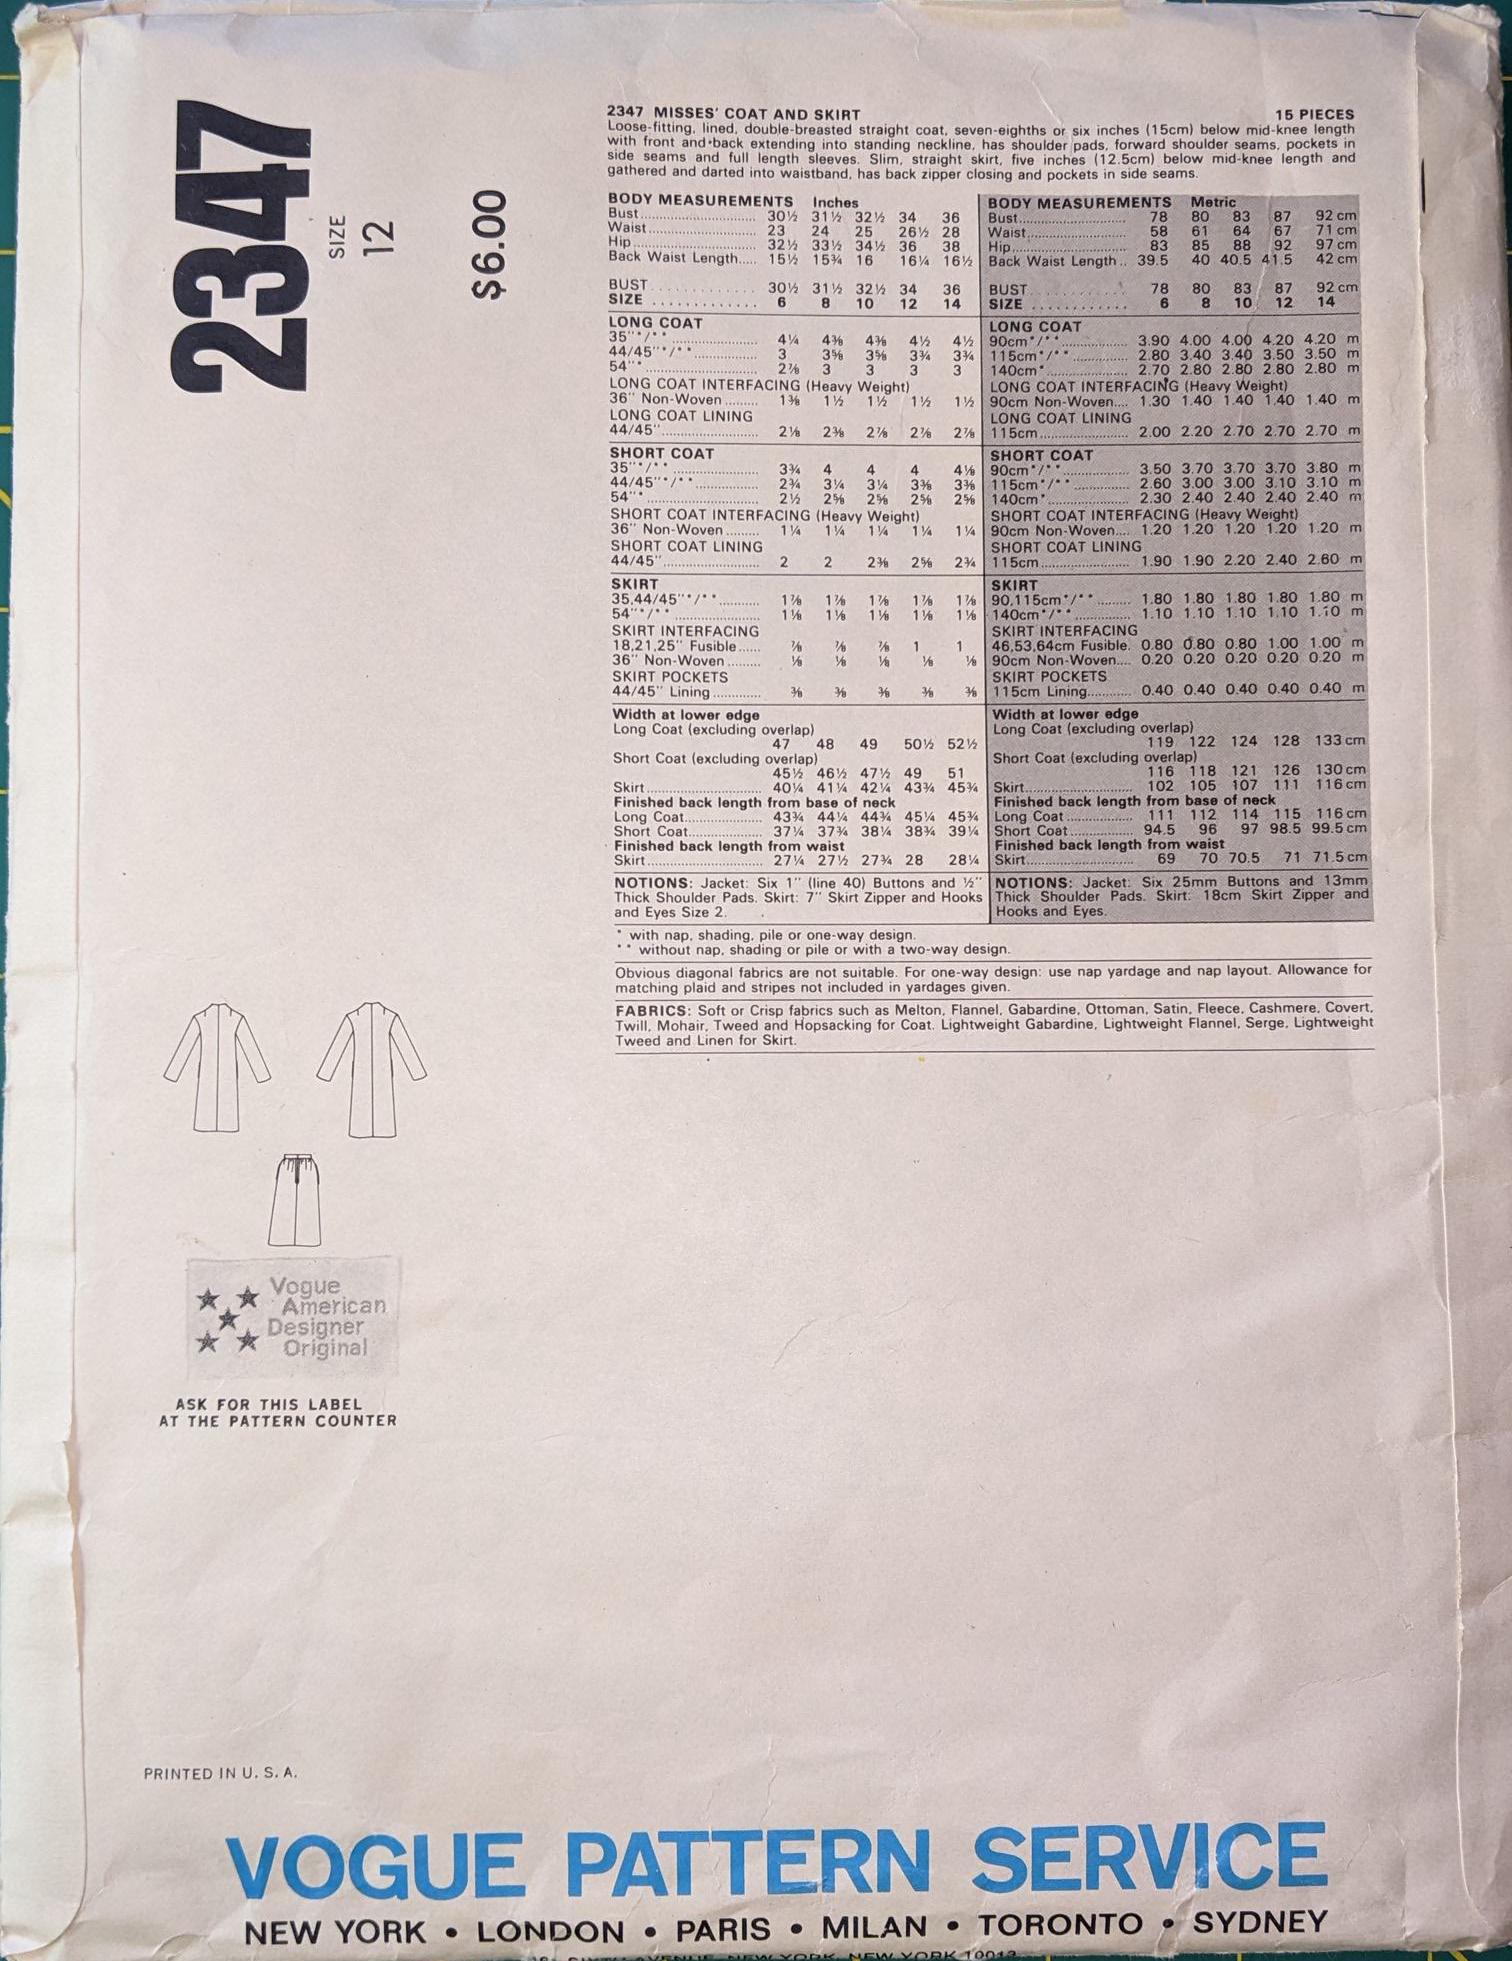 2347
SIZE
12
$6.00
2347 MISSES' COAT AND SKIRT 15 PIECES
Loose-fitting, lined, double-breasted straight coat, seven-eighths or six inches (15cm) below mid-knee length
with front and back extending into standing neckline, has shoulder pads, forward shoulder seams, pockets in
side seams and full length sleeves. Slim, straight skirt, five inches (12.5cm) below mid-knee length and
gathered and darted into waistband, has back zipper closing and pockets in side seams.
BODY MEASUREMENTS Inches
Bust 30½ 31½ 32½ 34 36
Waist 23 24 25 26½ 28
Hip 32½ 33½ 34½ 36 38
Back Waist Length 15½ 15¾ 16 16¼ 16½
BUST 30½ 31½ 32½ 34 36
SIZE 6 8 10 12 14
LONG COAT
35"*/** 4¼ 4⅜ 4⅜ 4½ 4½
44/45"*/** 3 3⅝ 3⅝ 3¾ 3¾
54"* 2⅞ 3 3 3 3
LONG COAT INTERFACING (Heavy Weight)
36" Non-Woven 1⅜ 1½ 1½ 1½ 1½
LONG COAT LINING
44/45" 2⅛ 2⅜ 2⅞ 2⅞ 2⅞
SHORT COAT
35"*/** 3¾ 4 4 4 4⅛
44/45"*/** 2¾ 3¼ 3¼ 3⅜ 3⅜
54"* 2½ 2⅝ 2⅝ 2⅝ 2⅝
SHORT COAT INTERFACING (Heavy Weight)
36" Non-Woven 1¼ 1¼ 1¼ 1¼ 1¼
SHORT COAT LINING
44/45" 2 2 2⅜ 2⅝ 2¾
SKIRT
35,44/45"*/** 1⅞ 1⅞ 1⅞ 1⅞ 1⅞
54"*/** 1⅛ 1⅛ 1⅛ 1⅛ 1⅛
SKIRT INTERFACING
18,21,25" Fusible ⅞ ⅞ ⅞ 1 1
36" Non-Woven ⅛ ⅛ ⅛ ⅛ ⅛
SKIRT POCKETS
44/45" Lining ⅜ ⅜ ⅜ ⅜ ⅜
Width at lower edge
Long Coat (excluding overlap)
47 48 49 50½ 52½
Short Coat (excluding overlap)
45½ 46½ 47½ 49 51
Skirt 40¼ 41¼ 42¼ 43¾ 45¾
Finished back length from base of neck
Long Coat 43¾ 44¼ 44¾ 45¼ 45¾
Short Coat 37¼ 37¾ 38¼ 38¾ 39¼
Finished back length from waist
Skirt 27¼ 27½ 27¾ 28 28¼
NOTIONS: Jacket: Six 1" (line 40) Buttons and ½"
Thick Shoulder Pads. Skirt: 7" Skirt Zipper and Hooks
and Eyes Size 2.
BODY MEASUREMENTS Metric
Bust 78 80 83 87 92 cm
Waist 58 61 64 67 71 cm
Hip 83 85 88 92 97 cm
Back Waist Length 39.5 40 40.5 41.5 42 cm
BUST 78 80 83 87 92 cm
SIZE 6 8 10 12 14
LONG COAT
90cm*/** 3.90 4.00 4.00 4.20 4.20 m
115cm*/** 2.80 3.40 3.40 3.50 3.50 m
140cm* 2.70 2.80 2.80 2.80 2.80 m
LONG COAT INTERFACING (Heavy Weight)
90cm Non-Woven 1.30 1.40 1.40 1.40 1.40 m
LONG COAT LINING
115cm 2.00 2.20 2.70 2.70 2.70 m
SHORT COAT
90cm*/** 3.50 3.70 3.70 3.70 3.80 m
115cm*/** 2.60 3.00 3.00 3.10 3.10 m
140cm* 2.30 2.40 2.40 2.40 2.40 m
SHORT COAT INTERFACING (Heavy Weight)
90cm Non-Woven 1.20 1.20 1.20 1.20 1.20 m
SHORT COAT LINING
115cm 1.90 1.90 2.20 2.40 2.60 m
SKIRT
90,115cm*/** 1.80 1.80 1.80 1.80 1.80 m
140cm*/** 1.10 1.10 1.10 1.10 1.10 m
SKIRT INTERFACING
46,53,64cm Fusible. 0.80 0.80 0.80 1.00 1.00 m
90cm Non-Woven 0.20 0.20 0.20 0.20 0.20 m
SKIRT POCKETS
115cm Lining 0.40 0.40 0.40 0.40 0.40 m
Width at lower edge
Long Coat (excluding overlap)
119 122 124 128 133 cm
Short Coat (excluding overlap)
116 118 121 126 130 cm
Skirt 102 105 107 111 116 cm
Finished back length from base of neck
Long Coat 111 112 114 115 116 cm
Short Coat 94.5 96 97 98.5 99.5 cm
Finished back length from waist
Skirt 69 70 70.5 71 71.5 cm
NOTIONS: Jacket: Six 25mm Buttons and 13mm
Thick Shoulder Pads. Skirt: 18cm Skirt Zipper and
Hooks and Eyes.
* with nap, shading, pile or one-way design.
** without nap, shading or pile or with a two-way design.
Obvious diagonal fabrics are not suitable. For one-way design: use nap yardage and nap layout. Allowance for
matching plaid and stripes not included in yardages given.
FABRICS: Soft or Crisp fabrics such as Melton, Flannel, Gabardine, Ottoman, Satin, Fleece, Cashmere, Covert,
Twill, Mohair, Tweed and Hopsacking for Coat. Lightweight Gabardine, Lightweight Flannel, Serge, Lightweight
Tweed and Linen for Skirt.
Vogue
American
Designer
Original
ASK FOR THIS LABEL
AT THE PATTERN COUNTER
PRINTED IN U. S. A.
VOGUE PATTERN SERVICE
NEW YORK • LONDON • PARIS • MILAN • TORONTO • SYDNEY
AVENUE, NEW YORK, NEW YORK 10013